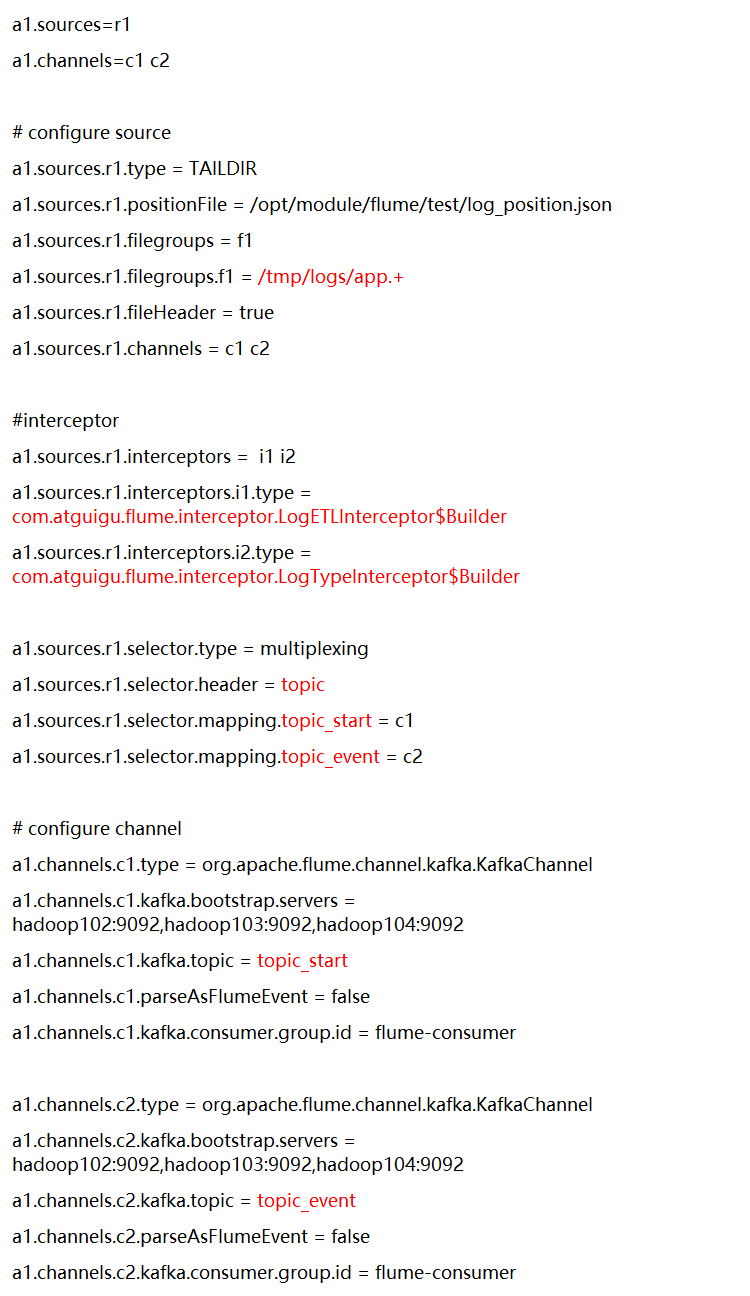 a1.sources=r1
a1.channels=c1 c2
# configure source
a1.sources.r1.type = TAILDIR
a1.sources.r1.positionFile = /opt/module/flume/test/log_position.json
a1.sources.r1.filegroups = f1
a1.sources.r1.filegroups.f1 = /tmp/logs/app.+
a1.sources.r1.fileHeader = true
a1.sources.r1.channels = c1 c2
#interceptor
a1.sources.r1.interceptors =  i1 i2
a1.sources.r1.interceptors.i1.type =
com.atguigu.flume.interceptor.LogETLInterceptor$Builder
a1.sources.r1.interceptors.i2.type =
com.atguigu.flume.interceptor.LogTypeInterceptor$Builder
a1.sources.r1.selector.type = multiplexing
a1.sources.r1.selector.header = topic
a1.sources.r1.selector.mapping.topic_start = c1
a1.sources.r1.selector.mapping.topic_event = c2
# configure channel
a1.channels.c1.type = org.apache.flume.channel.kafka.KafkaChannel
a1.channels.c1.kafka.bootstrap.servers =
hadoop102:9092,hadoop103:9092,hadoop104:9092
a1.channels.c1.kafka.topic = topic_start
a1.channels.c1.parseAsFlumeEvent = false
a1.channels.c1.kafka.consumer.group.id = flume-consumer
a1.channels.c2.type = org.apache.flume.channel.kafka.KafkaChannel
a1.channels.c2.kafka.bootstrap.servers =
hadoop102:9092,hadoop103:9092,hadoop104:9092
a1.channels.c2.kafka.topic = topic_event
a1.channels.c2.parseAsFlumeEvent = false
a1.channels.c2.kafka.consumer.group.id = flume-consumer